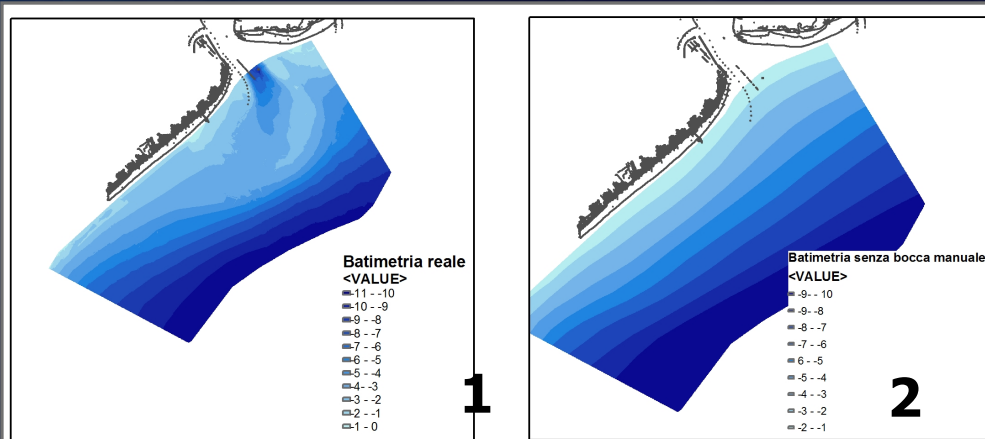 Batimetria reale
<VALUE>
-11 - -10
-10 - -9
-9 - -8
-8 - -7
-7 - -6
-6 - -5
-5 - -4
-4 - -3
-3 - -2
-2 - -1
-1 - 0
1
Batimetria senza bocca manuale
<VALUE>
-9- - 10
-9- -8
-8 - -7
-7 - -6
6 - -5
-5 - -4
-4 - -3
-3 - -2
-2 - -1
2